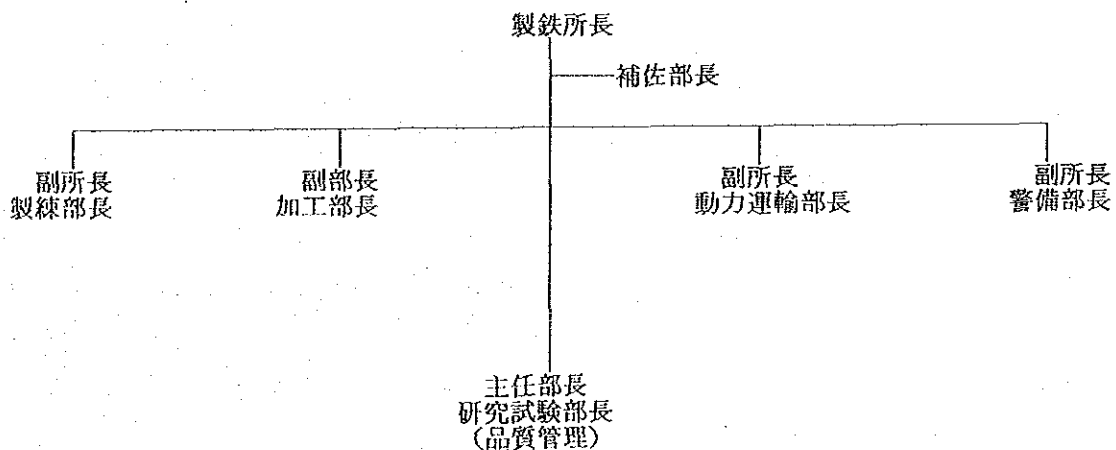 製鉄所長
補佐部長
副所長
製練部長
副部長
加工部長
副所長
動力運輸部長
副所長
警備部長
主任部長
研究試験部長
(品質管理)